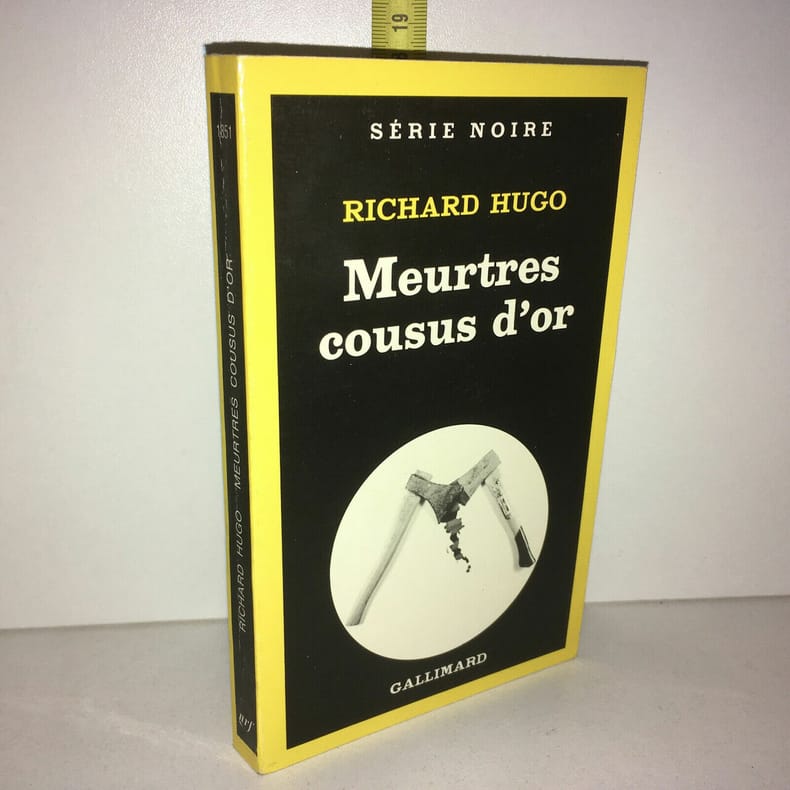 19
SÉRIE NOIRE
RICHARD HUGO
Meurtres
cousus d'or
GALLIMARD
1851
RICHARD HUGO MEURTRES COUSUS D'OR
nrf